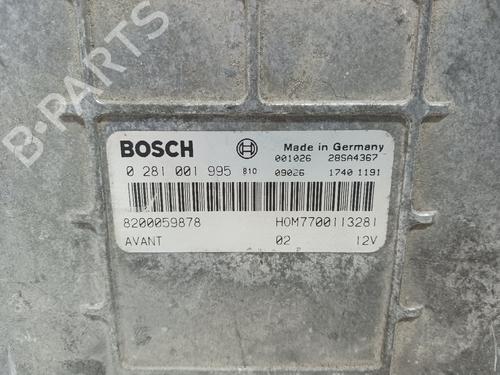 BOSCH Made in Germany
001026 28SA4367
0 281 001 995 810 09026 1740 1191
8200059878 HOM7700113281
AVANT 02 12V
B-PARTS